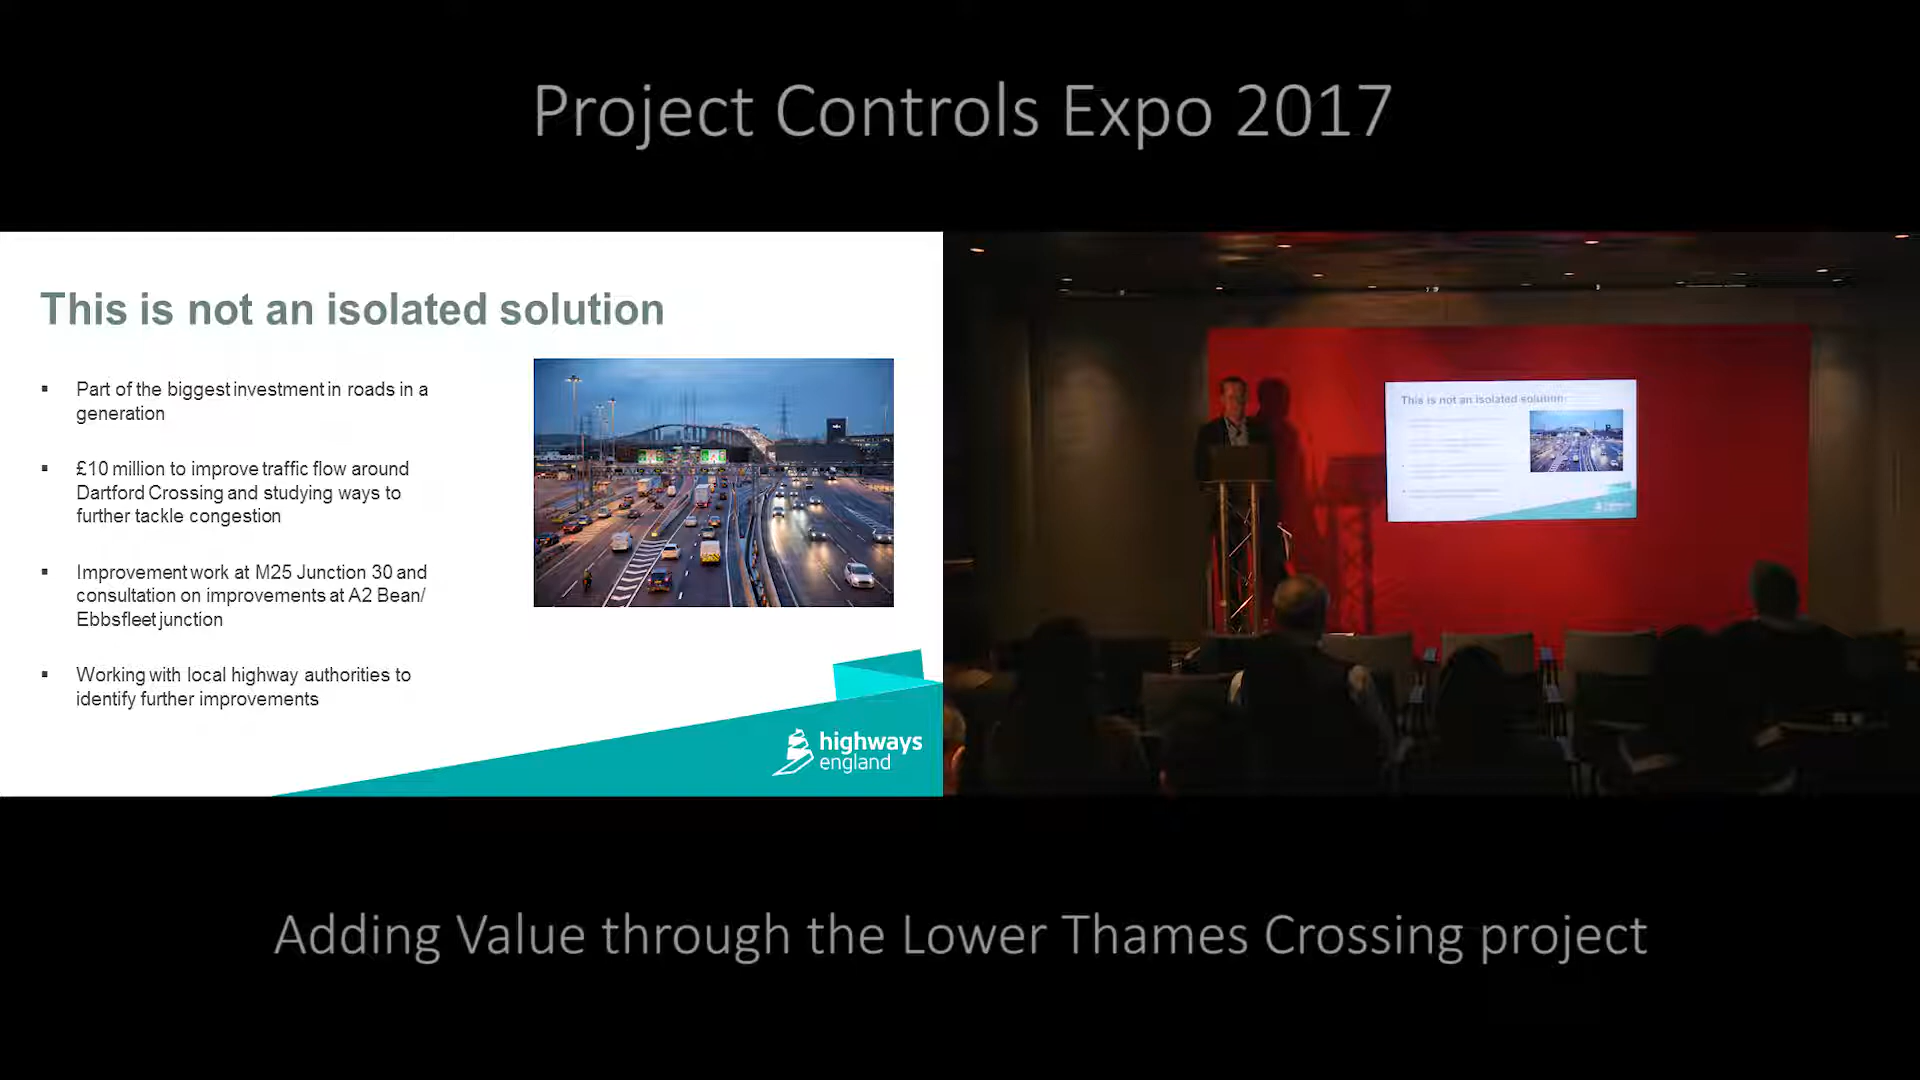 Project Controls Expo 2017
This is not an isolated solution
▪ Part of the biggest investment in roads in a
generation
▪ £10 million to improve traffic flow around
Dartford Crossing and studying ways to
further tackle congestion
▪ Improvement work at M25 Junction 30 and
consultation on improvements at A2 Bean/
Ebbsfleet junction
▪ Working with local highway authorities to
identify further improvements
highways
england
This is not an isolated solution
Adding Value through the Lower Thames Crossing project